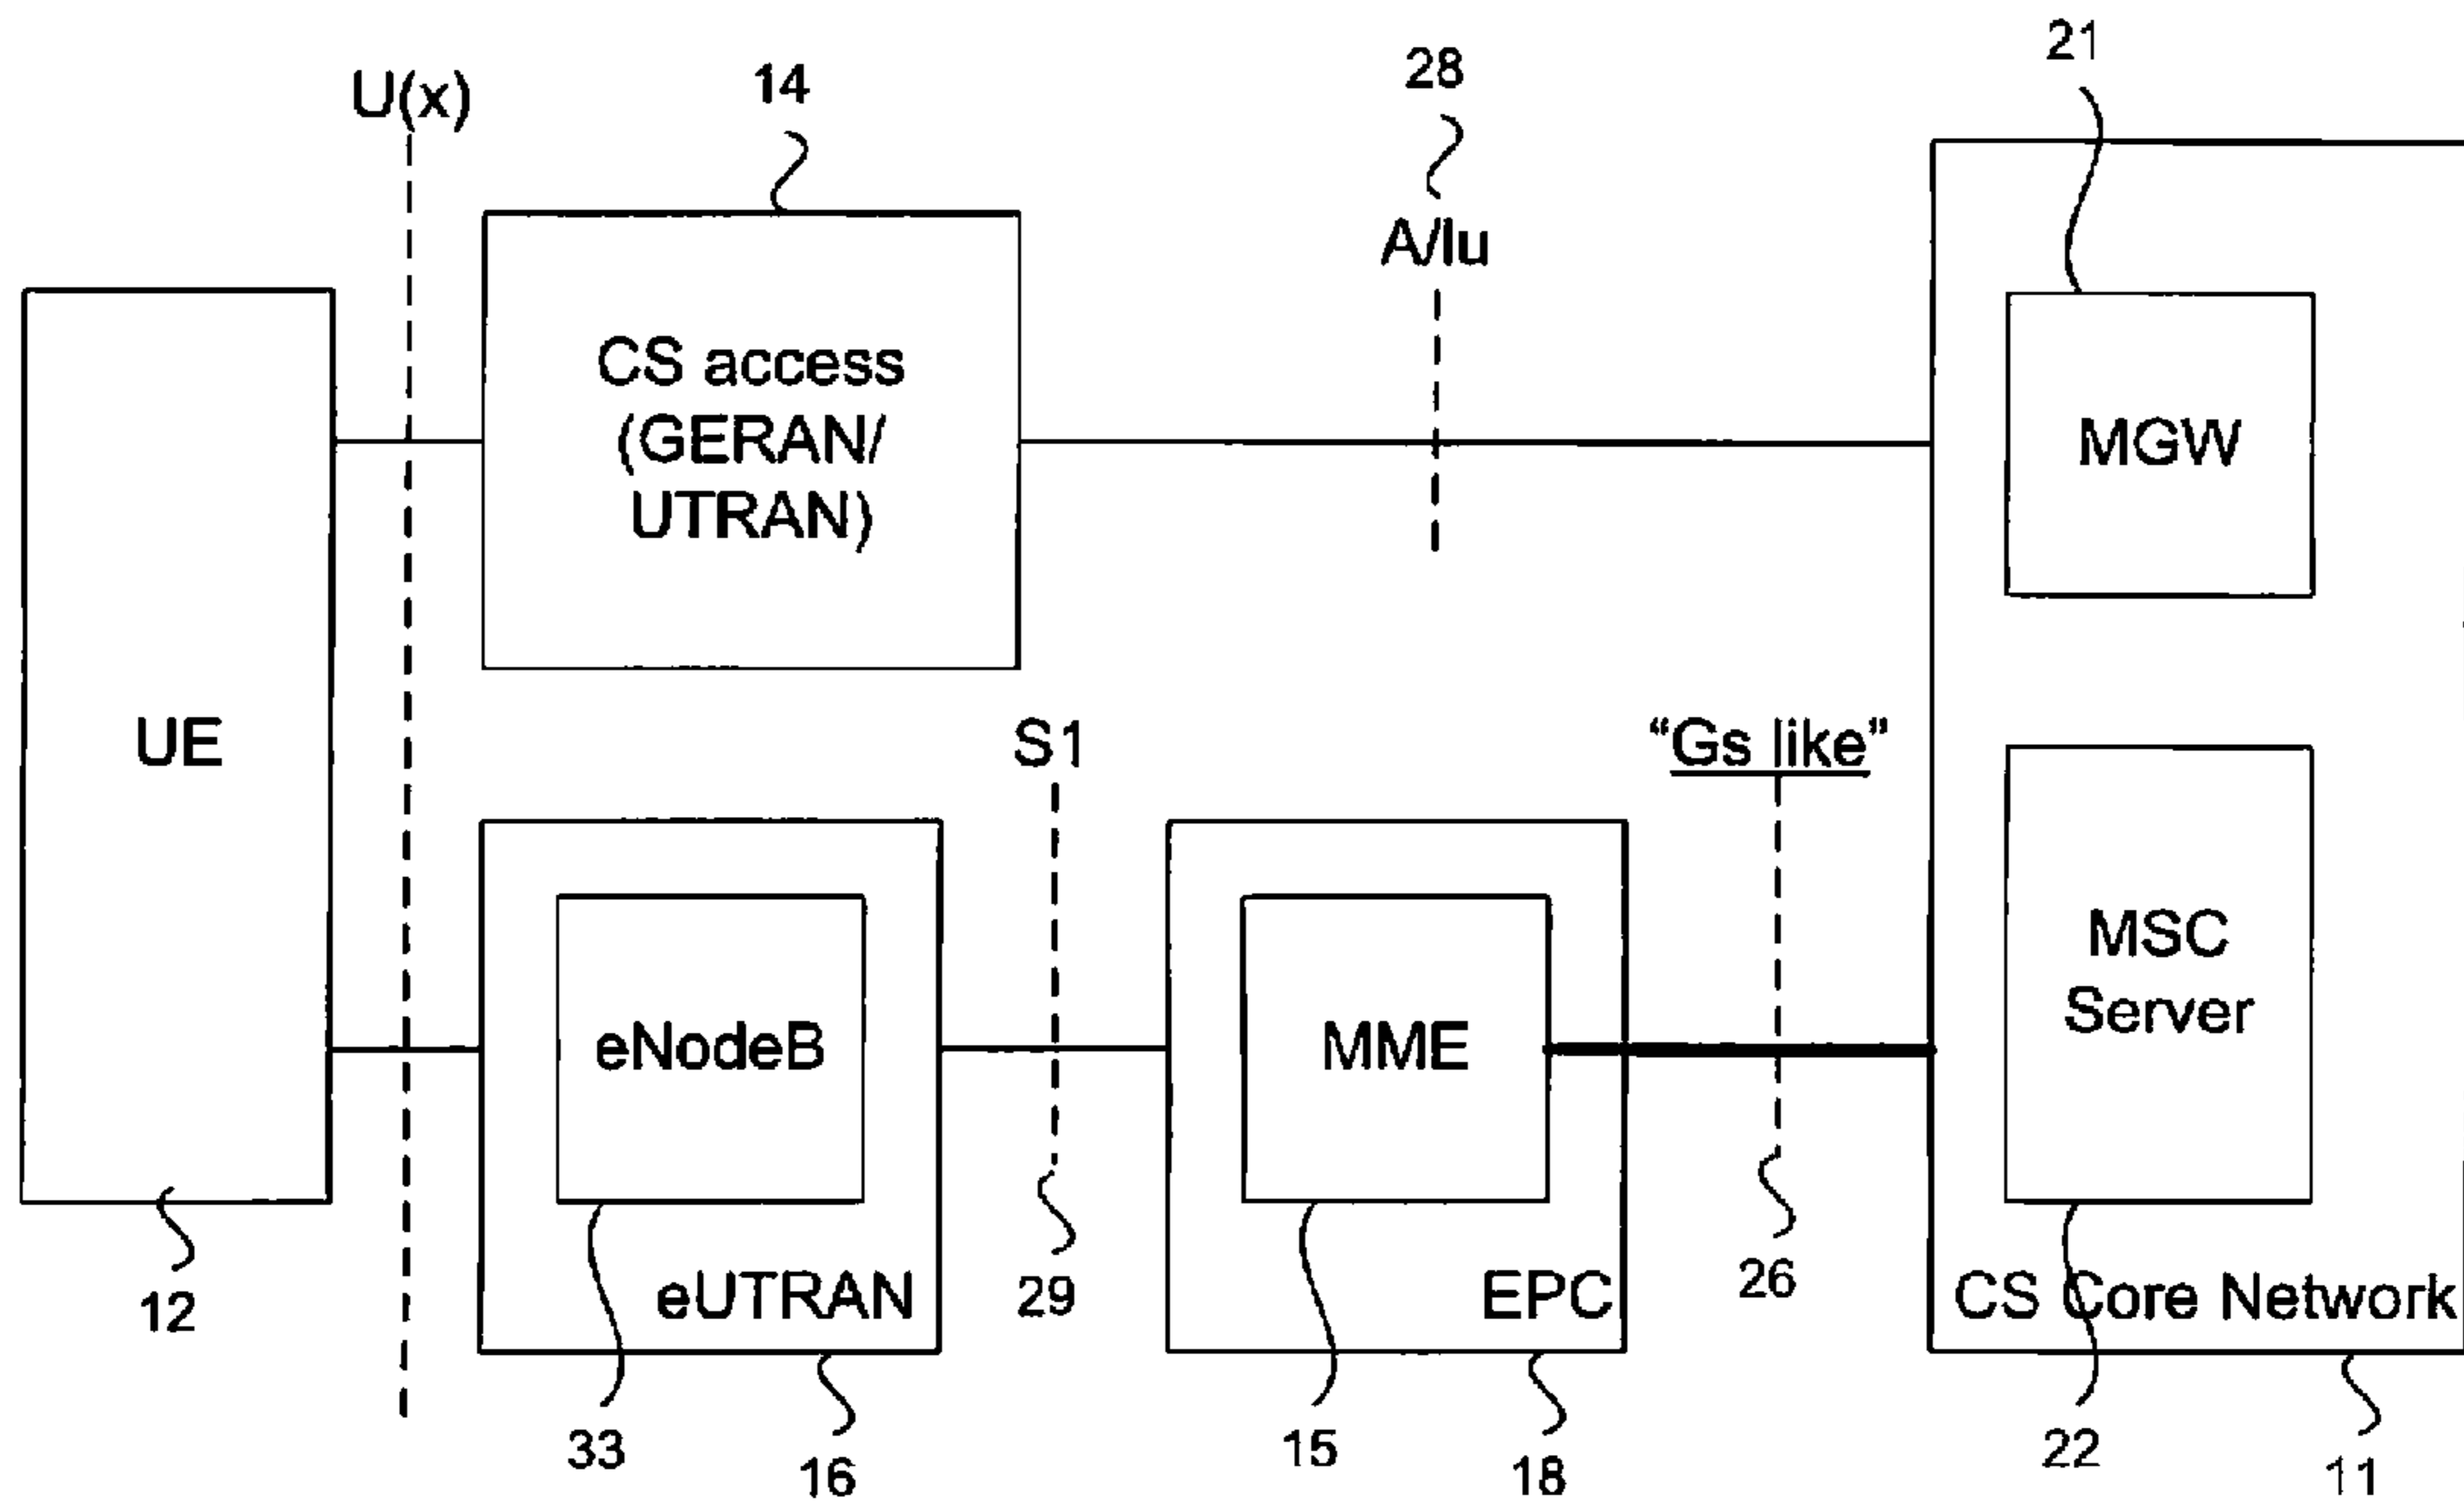 21
28
14
U(x)
A/Iu
CS access
(GERAN/
UTRAN)
MGW
UE
S1
“Gs like”
MSC
Server
eNodeB
MME
eUTRAN
EPC
CS Core Network
12
29
26
33
16
15
18
22
11